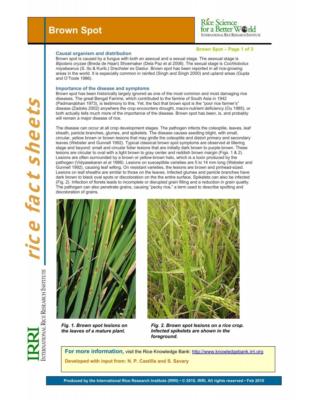 Brown Spot
Rice Science
for a Better World
INTERNATIONAL RICE RESEARCH INSTITUTE
Brown Spot – Page 1 of 3
Causal organism and distribution
Brown spot is caused by a fungus with both an asexual and a sexual stage. The asexual stage is
Bipolaris oryzae (Breda de Haan) Shoemaker (Dela Paz et al 2006). The sexual stage is Cochliobolus
miyabeanus (S. Ito & Kurib.) Drechsler ex Dastur. Brown spot has been reported in all rice-growing
areas in the world. It is especially common in rainfed (Singh and Singh 2000) and upland areas (Gupta
and O'Toole 1986).
Importance of the disease and symptoms
Brown spot has been historically largely ignored as one of the most common and most damaging rice
diseases. The great Bengal Famine, which contributed to the famine of South Asia in 1942
(Padmanabhan 1973), is testimony to this. Yet, the fact that brown spot is the "poor rice farmer's"
disease (Zadoks 2002) anywhere the crop encounters drought, macro-nutrient deficiency (Ou 1985), or
both actually tells much more of the importance of the disease. Brown spot has been, is, and probably
will remain a major disease of rice.
The disease can occur at all crop development stages. The pathogen infects the coleoptile, leaves, leaf
sheath, panicle branches, glumes, and spikelets. The disease causes seedling blight, with small,
circular, yellow brown or brown lesions that may girdle the coleoptile and distort primary and secondary
leaves (Webster and Gunnell 1992). Typical classical brown spot symptoms are observed at tillering
stage and beyond: small and circular foliar lesions that are initially dark brown to purple-brown. These
lesions are circular to oval with a light brown to gray center and reddish brown margin (Figs. 1 & 2).
Lesions are often surrounded by a brown or yellow-brown halo, which is a toxin produced by the
pathogen (Vidyasekaran et al 1986). Lesions on susceptible varieties are 5 to 14 mm long (Webster and
Gunnell 1992), causing leaf wilting. On resistant varieties, the lesions are brown and pinhead-sized.
Lesions on leaf sheaths are similar to those on the leaves. Infected glumes and panicle branches have
dark brown to black oval spots or discoloration on the the entire surface. Spikelets can also be infected
(Fig. 2). Infection of florets leads to incomplete or disrupted grain filling and a reduction in grain quality.
The pathogen can also penetrate grains, causing 'pecky rice,' a term used to describe spotting and
discoloration of grains.
rice fact sheets
Fig. 1. Brown spot lesions on
the leaves of a mature plant.
Fig. 2. Brown spot lesions on a rice crop.
Infected spikelets are shown in the
foreground.
IRRI
INTERNATIONAL RICE RESEARCH INSTITUTE
For more information, visit the Rice Knowledge Bank: http://www.knowledgebank.irri.org
Developed with input from: N. P. Castilla and S. Savary
Produced by the International Rice Research Institute (IRRI) • © 2010, IRRI, All rights reserved • Feb 2010